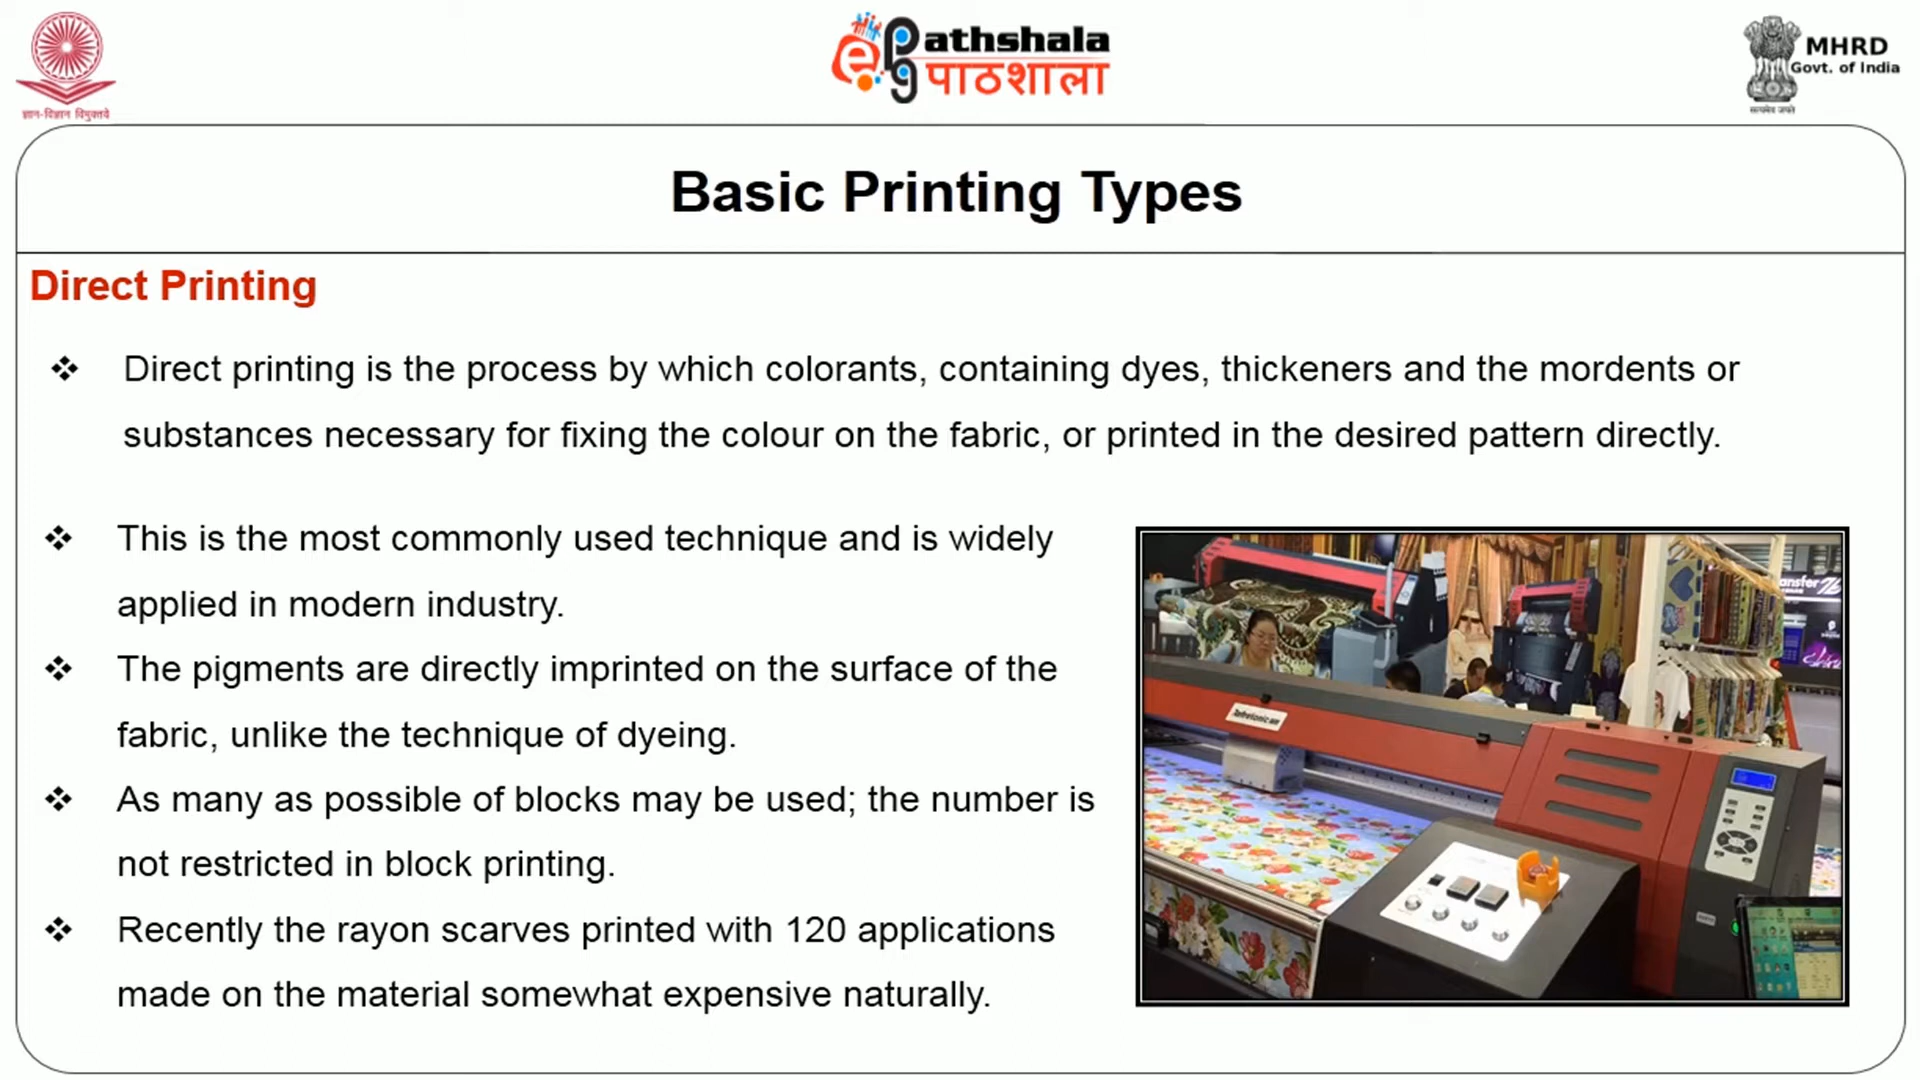 ज्ञान-विज्ञान विमुक्तये
ePg Pathshala
पाठशाला
MHRD
Govt. of India
सत्यमेव जयते
Basic Printing Types
Direct Printing
❖ Direct printing is the process by which colorants, containing dyes, thickeners and the mordents or
substances necessary for fixing the colour on the fabric, or printed in the desired pattern directly.
❖ This is the most commonly used technique and is widely
applied in modern industry.
❖ The pigments are directly imprinted on the surface of the
fabric, unlike the technique of dyeing.
❖ As many as possible of blocks may be used; the number is
not restricted in block printing.
❖ Recently the rayon scarves printed with 120 applications
made on the material somewhat expensive naturally.